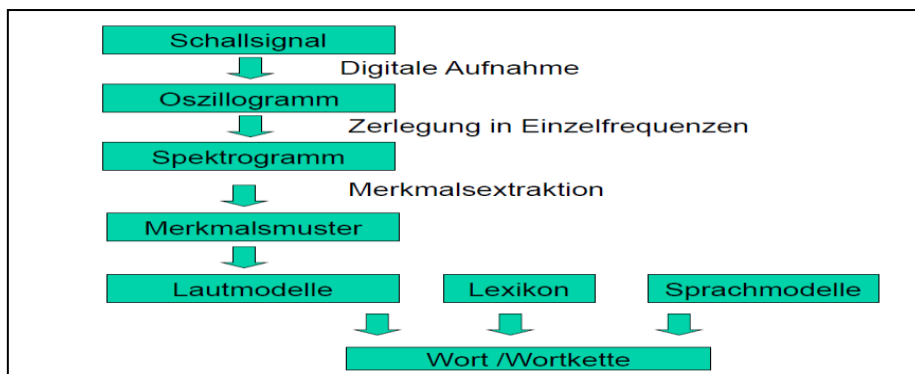 Schallsignal
Digitale Aufnahme
Oszillogramm
Zerlegung in Einzelfrequenzen
Spektrogramm
Merkmalsextraktion
Merkmalsmuster
Lautmodelle Lexikon Sprachmodelle
Wort /Wortkette